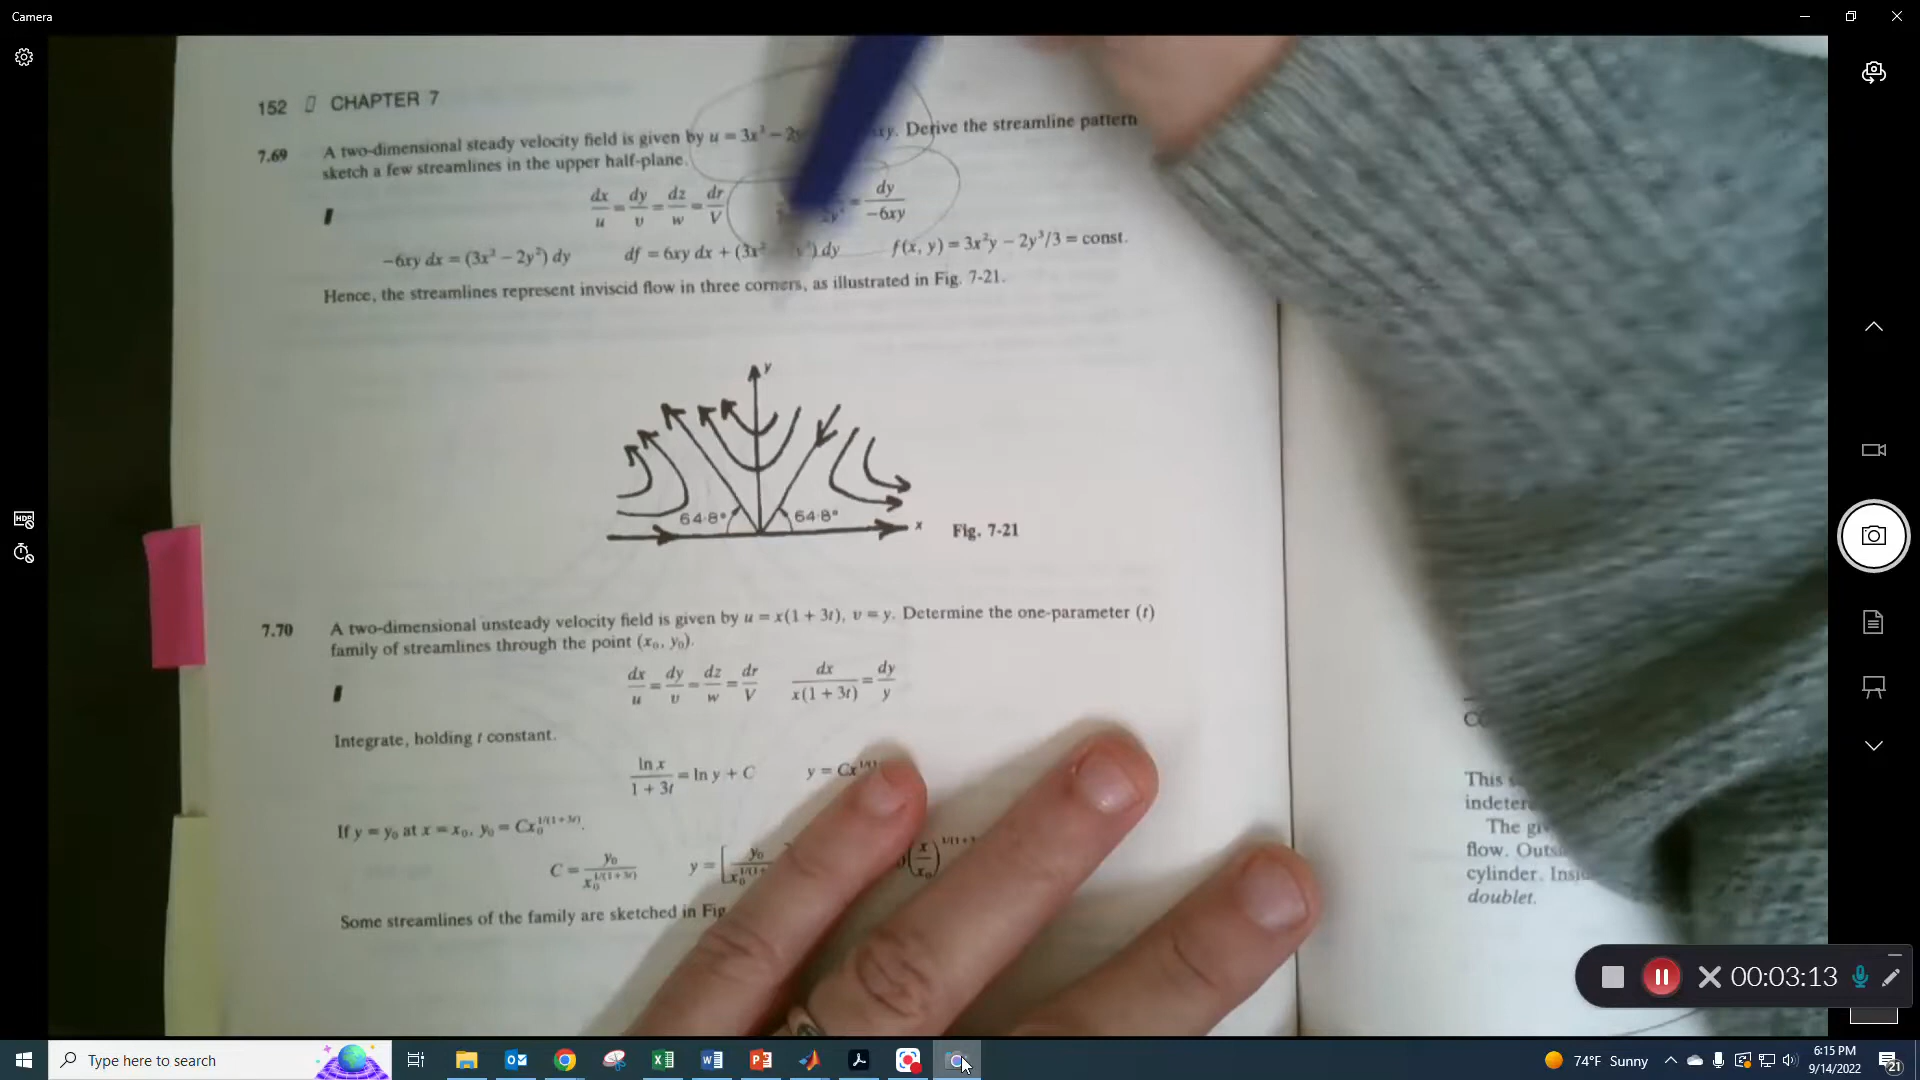 Camera
152 CHAPTER 7
7.69 A two-dimensional steady velocity field is given by u = 3x² − 2y xy. Derive the streamline pattern
sketch a few streamlines in the upper half-plane.
dx/u = dy/v = dz/w = dr/V = dy/−6xy
−6xy dx = (3x² − 2y²) dy df = 6xy dx + (3x² ) dy f(x, y) = 3x²y − 2y³/3 = const.
Hence, the streamlines represent inviscid flow in three corners, as illustrated in Fig. 7-21.
y
64·8° 64·8°
x
Fig. 7-21
7.70 A two-dimensional unsteady velocity field is given by u = x(1 + 3t), v = y. Determine the one-parameter (t)
family of streamlines through the point (x₀, y₀).
dx/u = dy/v = dz/w = dr/V dx/x(1 + 3t) = dy/y
Integrate, holding t constant.
ln x/1 + 3t = ln y + C y = Cx
If y = y₀ at x = x₀, y₀ = Cx₀^1/(1+3t).
C = y₀/x₀^1/(1+3t) y = [y₀/x₀ (x/x₀)
Some streamlines of the family are sketched in Fig
This
flow.
cylinder.
doublet.
00:03:13
Type here to search
74°F Sunny
6:15 PM
9/14/2022
21